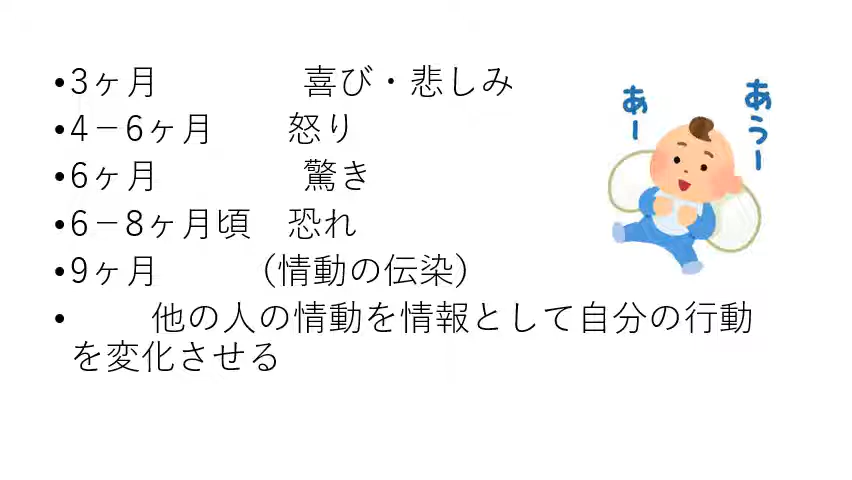 •3ヶ月　　　　喜び・悲しみ
•4－6ヶ月　　怒り
•6ヶ月　　　　驚き
•6－8ヶ月頃　恐れ
•9ヶ月　　　（情動の伝染）
•　　他の人の情動を情報として自分の行動
を変化させる
あー
あうー